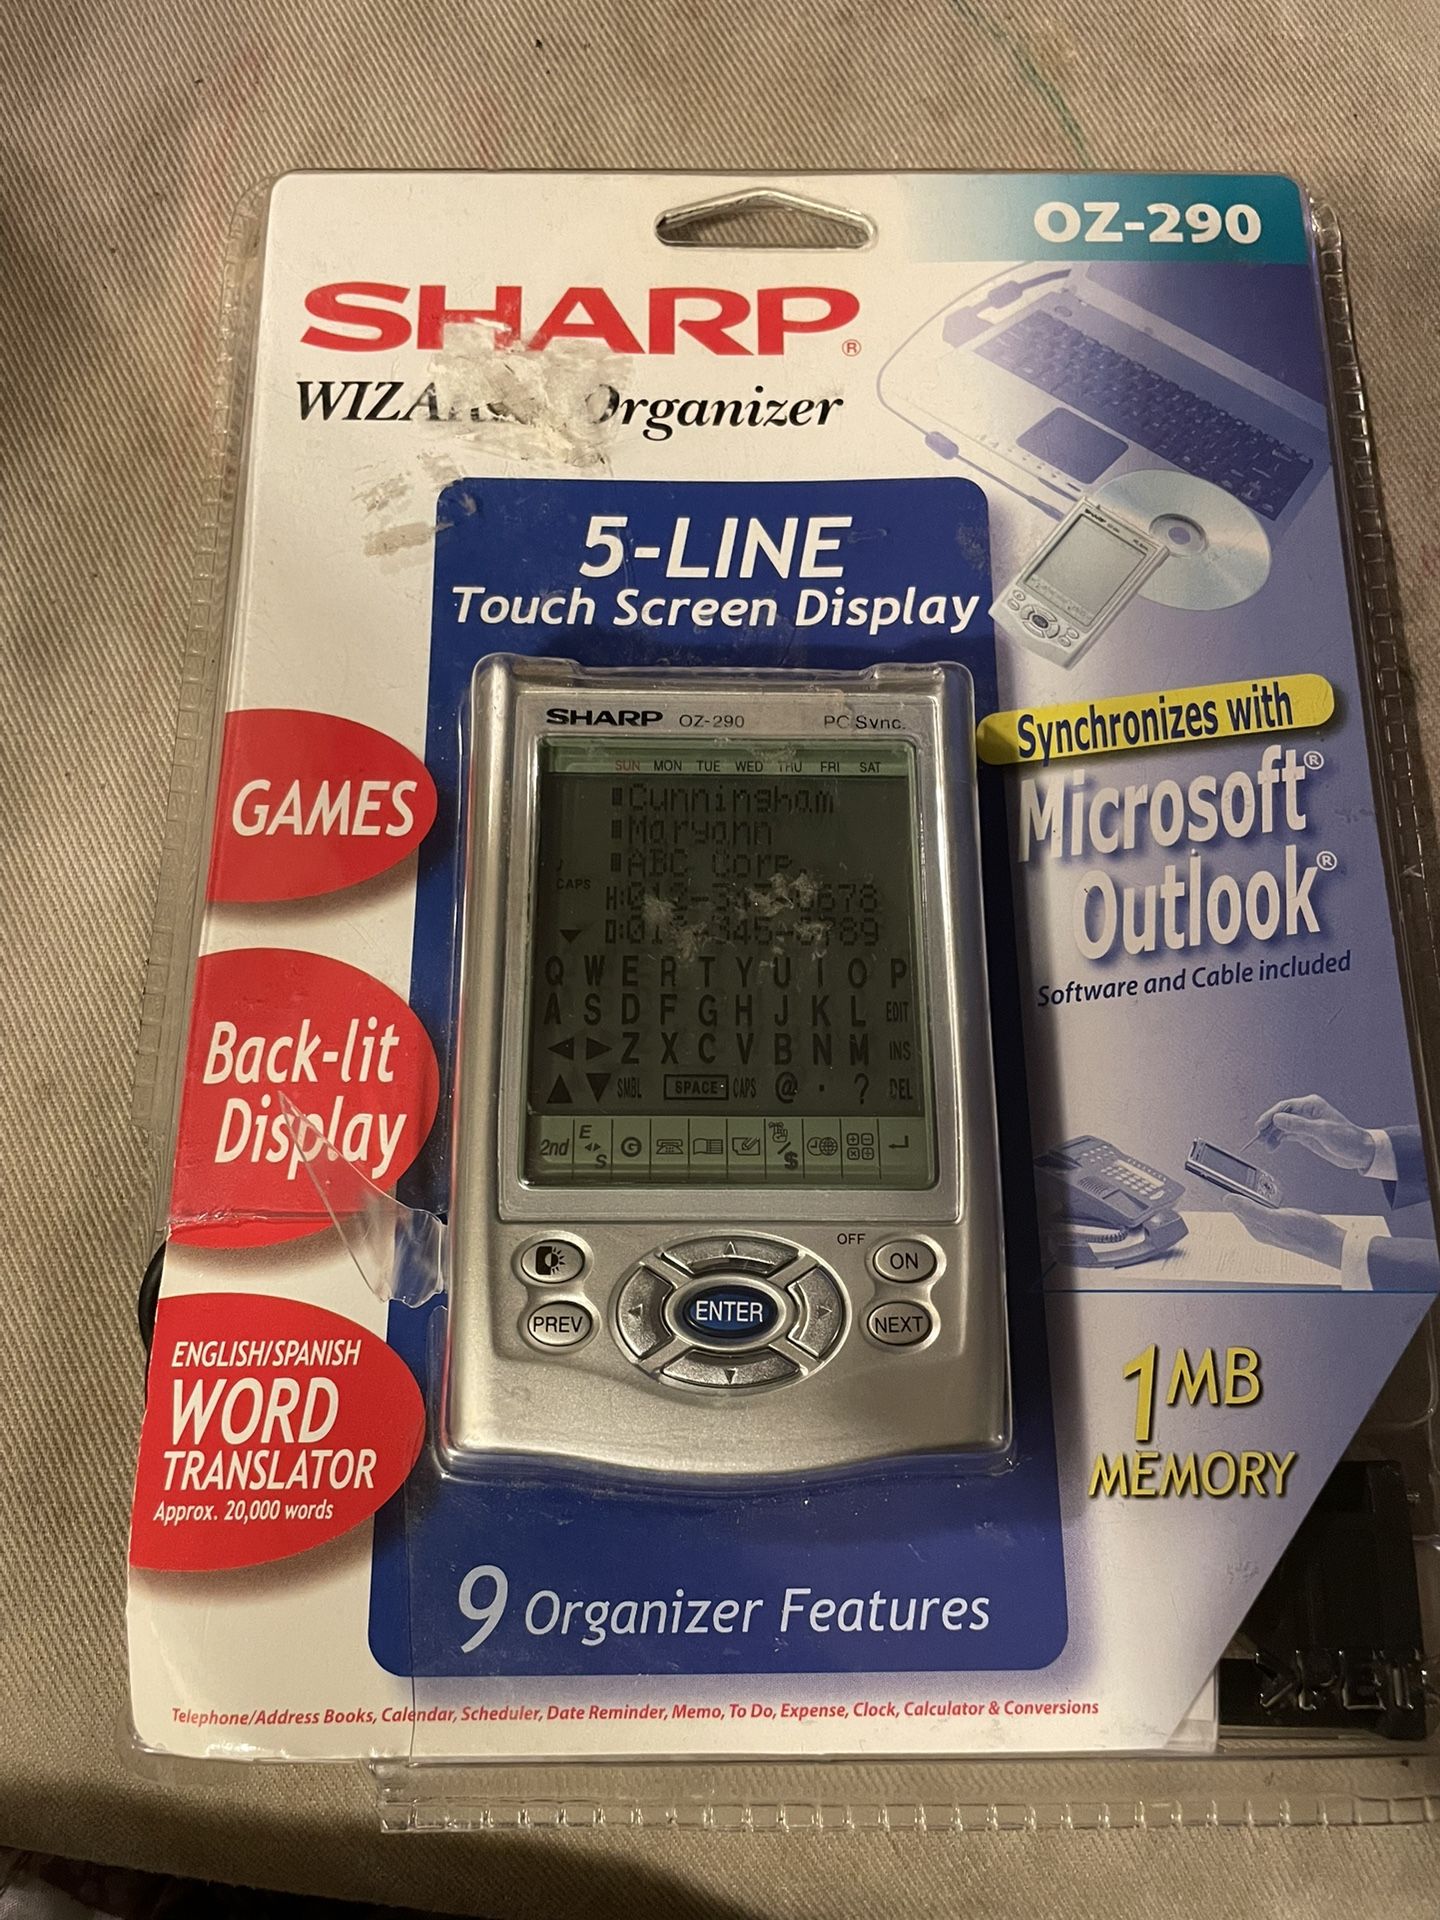 OZ-290
SHARP®
Organizer
5-LINE
Touch Screen Display
SHARP OZ-290 PC Sync.
SUN MON TUE WED THU FRI SAT
Cunningham
Maryann
ABC Corp
CAPS
Q W E R T Y U I O P
A S D F G H J K L EDIT
Z X C V B N M INS
SMBL SPACE CAPS @ . ? DEL
2nd E S G $
OFF
ON
PREV ENTER NEXT
GAMES
Back-lit
Display
ENGLISH/SPANISH
WORD
TRANSLATOR
Approx. 20,000 words
Synchronizes with
Microsoft®
Outlook®
Software and Cable included
1MB
MEMORY
9 Organizer Features
Telephone/Address Books, Calendar, Scheduler, Date Reminder, Memo, To Do, Expense, Clock, Calculator & Conversions